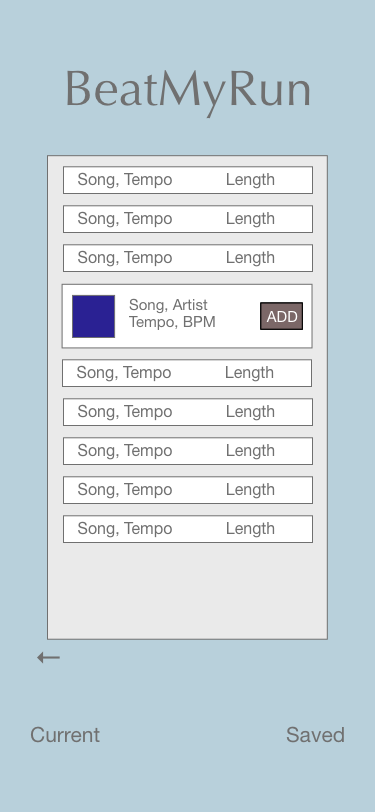 BeatMyRun
Song, Tempo Length
Song, Tempo Length
Song, Tempo Length
Song, Artist
Tempo, BPM
ADD
Song, Tempo Length
Song, Tempo Length
Song, Tempo Length
Song, Tempo Length
Song, Tempo Length
Current Saved